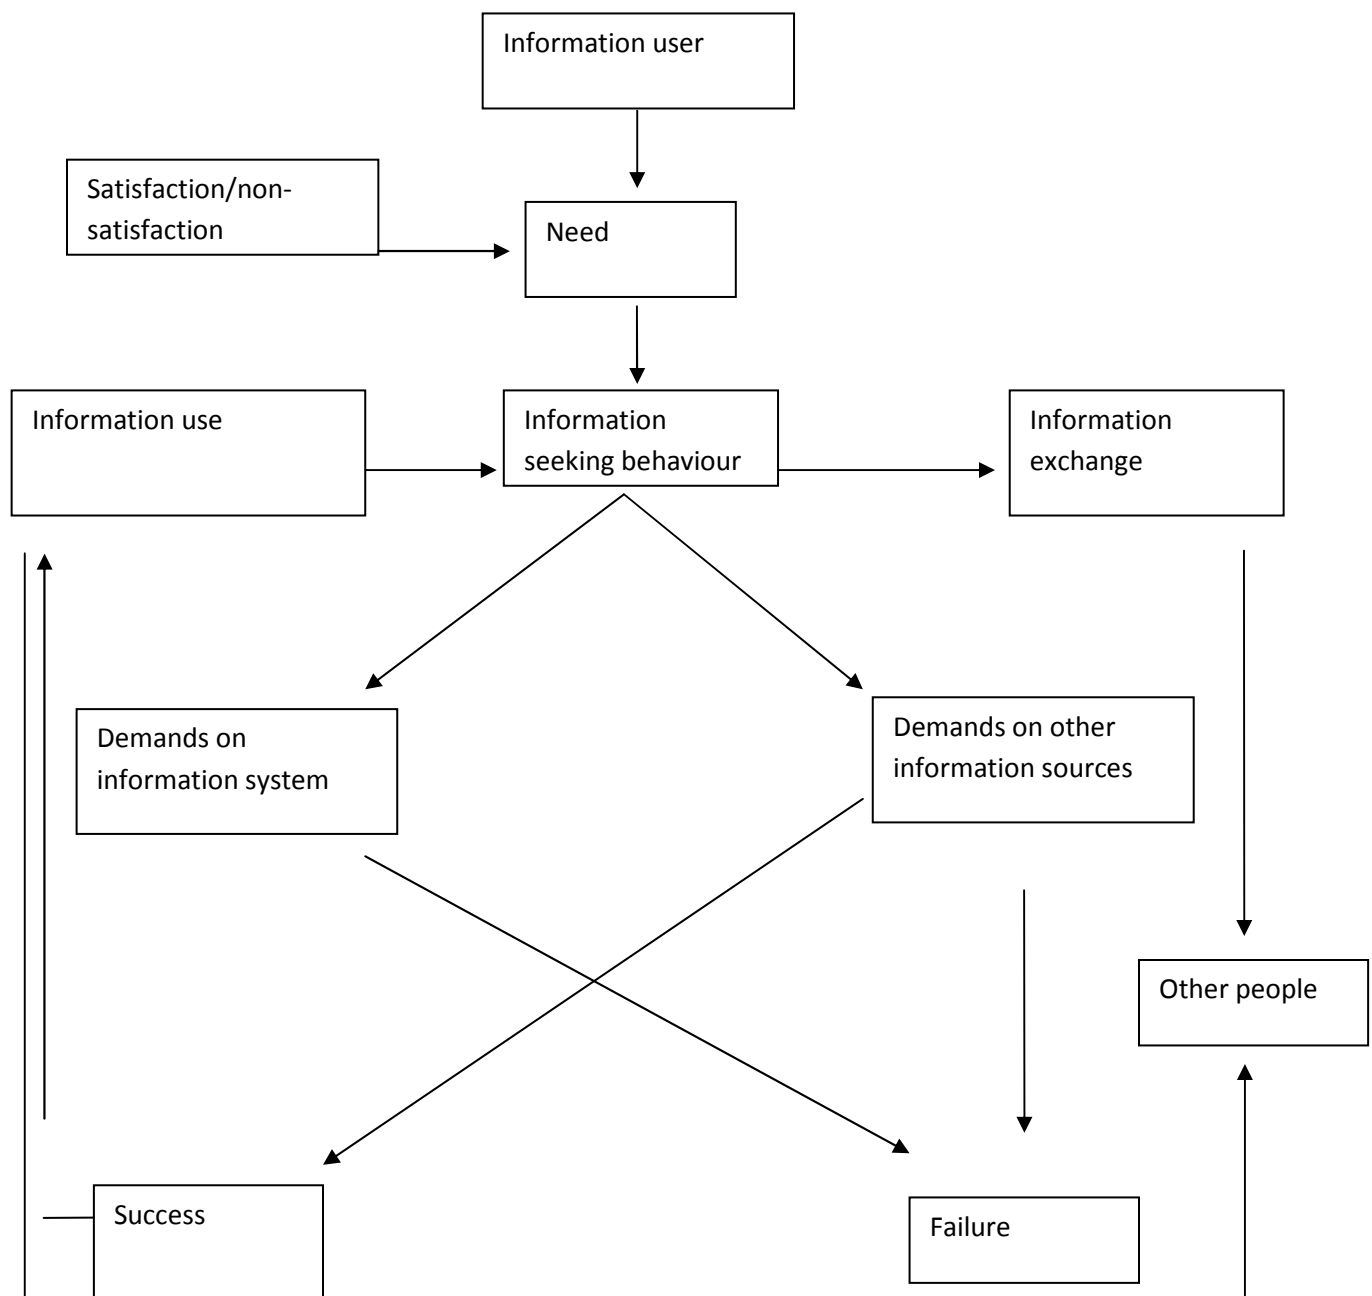 Information user
Satisfaction/non-
satisfaction
Need
Information use
Information
seeking behaviour
Information
exchange
Demands on
information system
Demands on other
information sources
Other people
Success
Failure